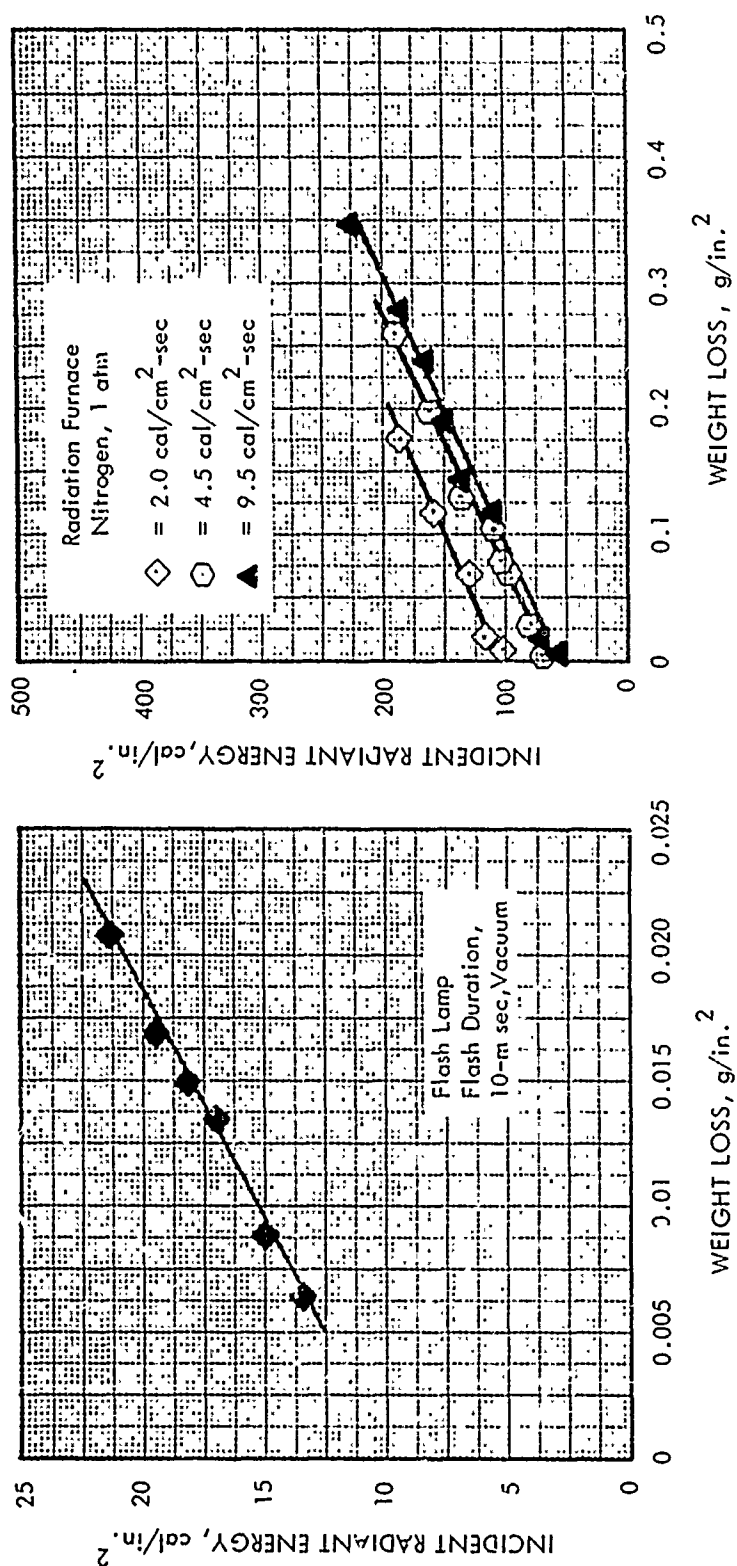 25
20
15
10
5
0
INCIDENT RADIANT ENERGY, cal/in.²
0
0.005
0.01
0.015
0.020
0.025
WEIGHT LOSS, g/in.²
Flash Lamp
Flash Duration,
10-m sec, Vacuum
500
400
300
200
100
0
INCIDENT RADIANT ENERGY, cal/in.²
0
0.1
0.2
0.3
0.4
0.5
WEIGHT LOSS, g/in.²
Radiation Furnace
Nitrogen, 1 atm
= 2.0 cal/cm²-sec
= 4.5 cal/cm²-sec
= 9.5 cal/cm²-sec